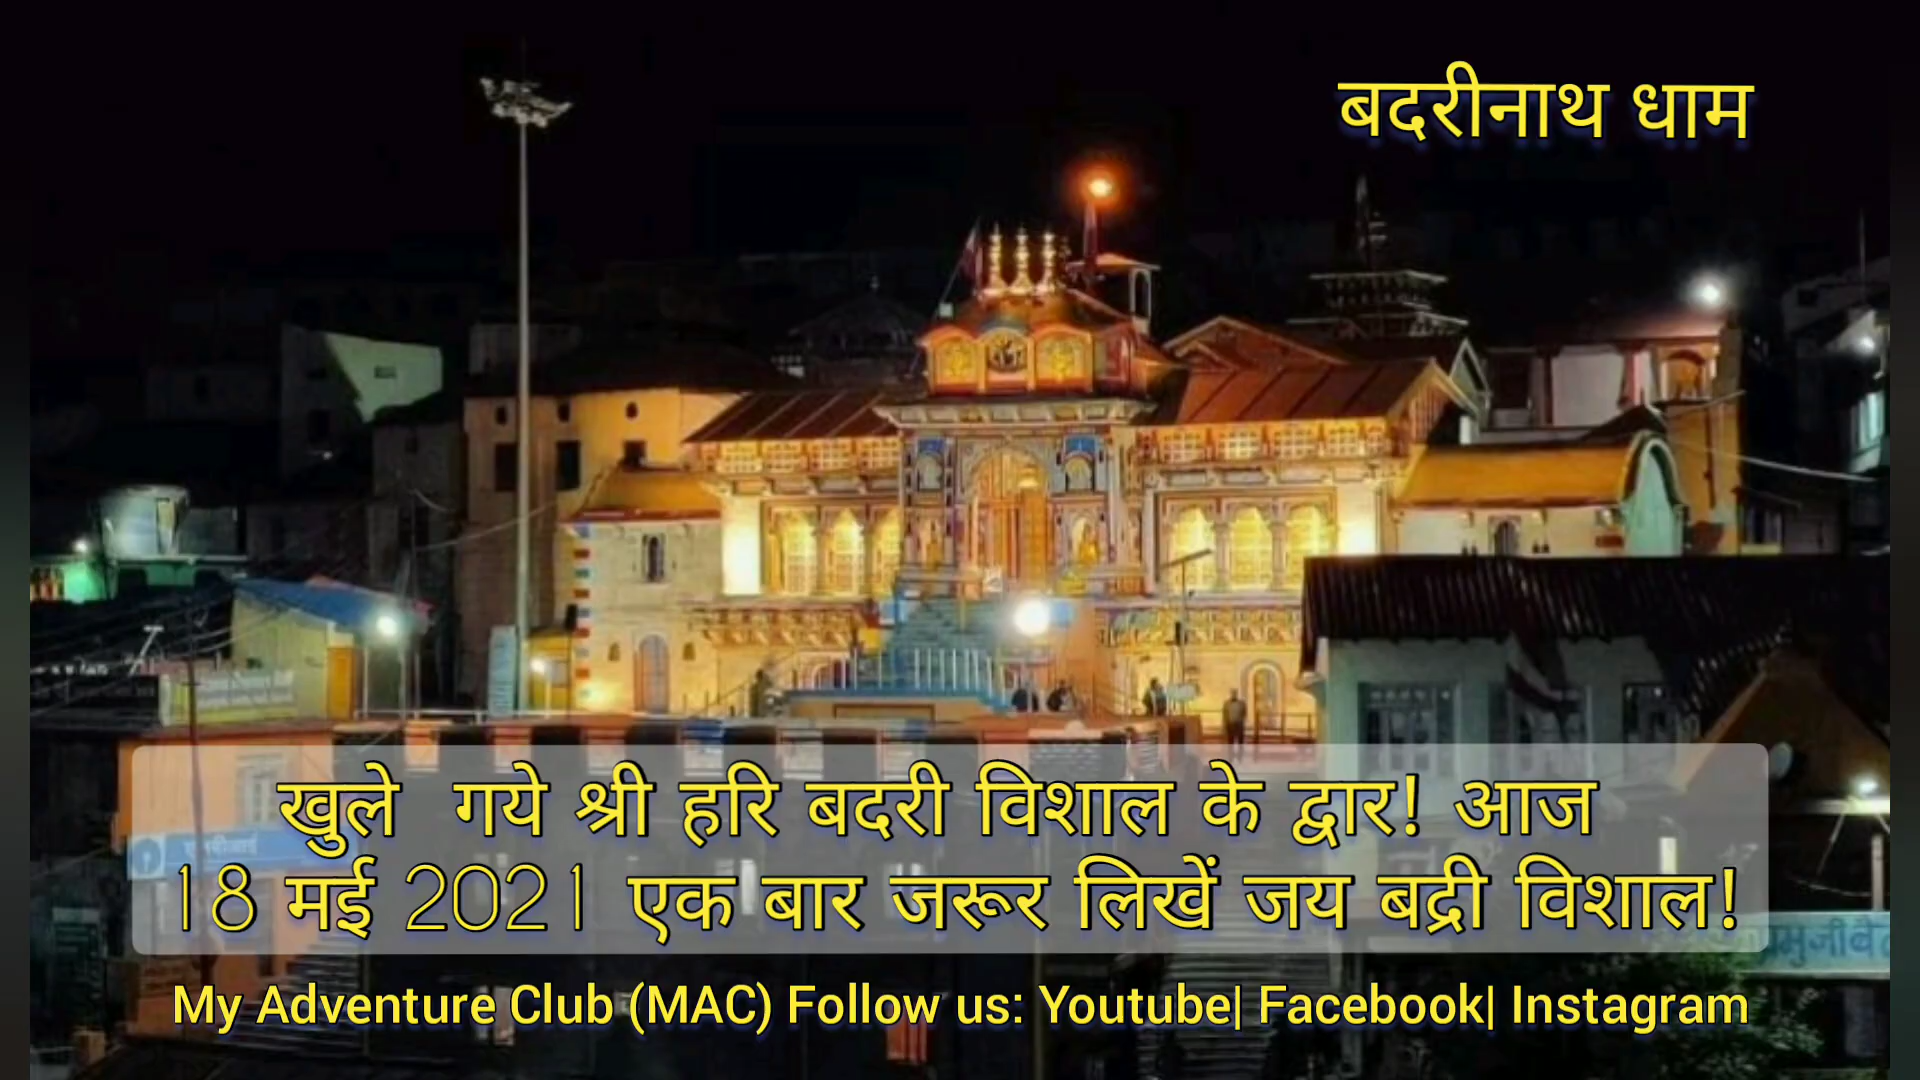 बदरीनाथ धाम
खुले गये श्री हरि बदरी विशाल के द्वार! आज
18 मई 2021 एक बार जरूर लिखें जय बद्री विशाल!
My Adventure Club (MAC) Follow us: Youtube| Facebook| Instagram